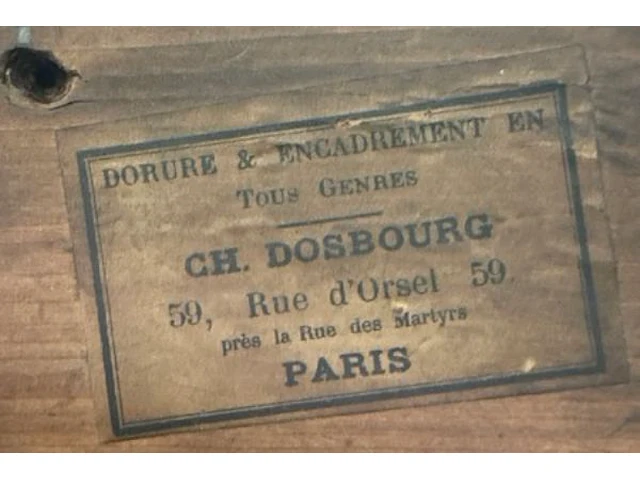 DORURE & ENCADREMENT EN
TOUS GENRES
CH. DOSBOURG
59, Rue d'Orsel 59.
près la Rue des Martyrs
PARIS